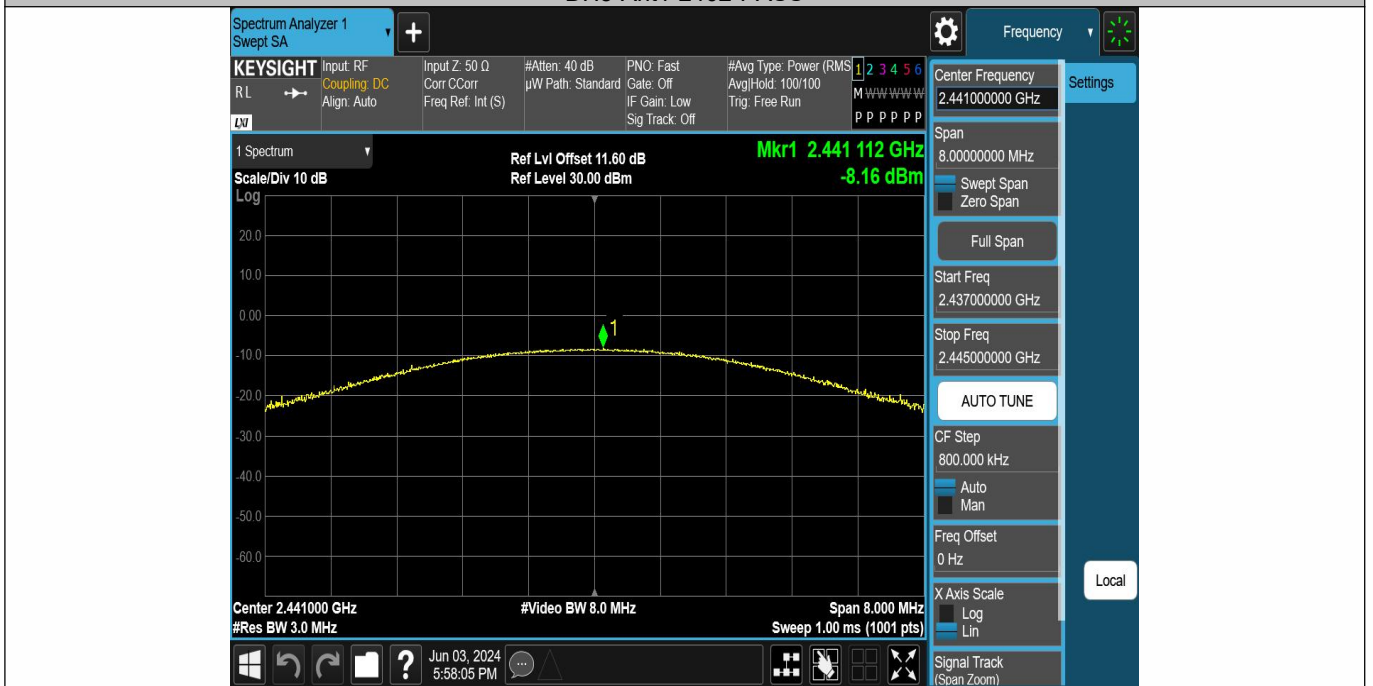 Spectrum Analyzer 1
Swept SA
+
Frequency
KEYSIGHT
RL
LXI
Input: RF
Coupling: DC
Align: Auto
Input Z: 50 Ω
Corr CCorr
Freq Ref: Int (S)
#Atten: 40 dB
µW Path: Standard
PNO: Fast
Gate: Off
IF Gain: Low
Sig Track: Off
#Avg Type: Power (RMS
Avg|Hold: 100/100
Trig: Free Run
1 2 3 4 5 6
M W W W W W
P P P P P P
1 Spectrum
Scale/Div 10 dB
Log
Ref Lvl Offset 11.60 dB
Ref Level 30.00 dBm
Mkr1 2.441 112 GHz
-8.16 dBm
20.0
10.0
0.00
-10.0
-20.0
-30.0
-40.0
-50.0
-60.0
1
Center 2.441000 GHz
#Res BW 3.0 MHz
#Video BW 8.0 MHz
Span 8.000 MHz
Sweep 1.00 ms (1001 pts)
Center Frequency
2.441000000 GHz
Settings
Span
8.00000000 MHz
Swept Span
Zero Span
Full Span
Start Freq
2.437000000 GHz
Stop Freq
2.445000000 GHz
AUTO TUNE
CF Step
800.000 kHz
Auto
Man
Freq Offset
0 Hz
X Axis Scale
Log
Lin
Signal Track
(Span Zoom)
Local
?
Jun 03, 2024
5:58:05 PM